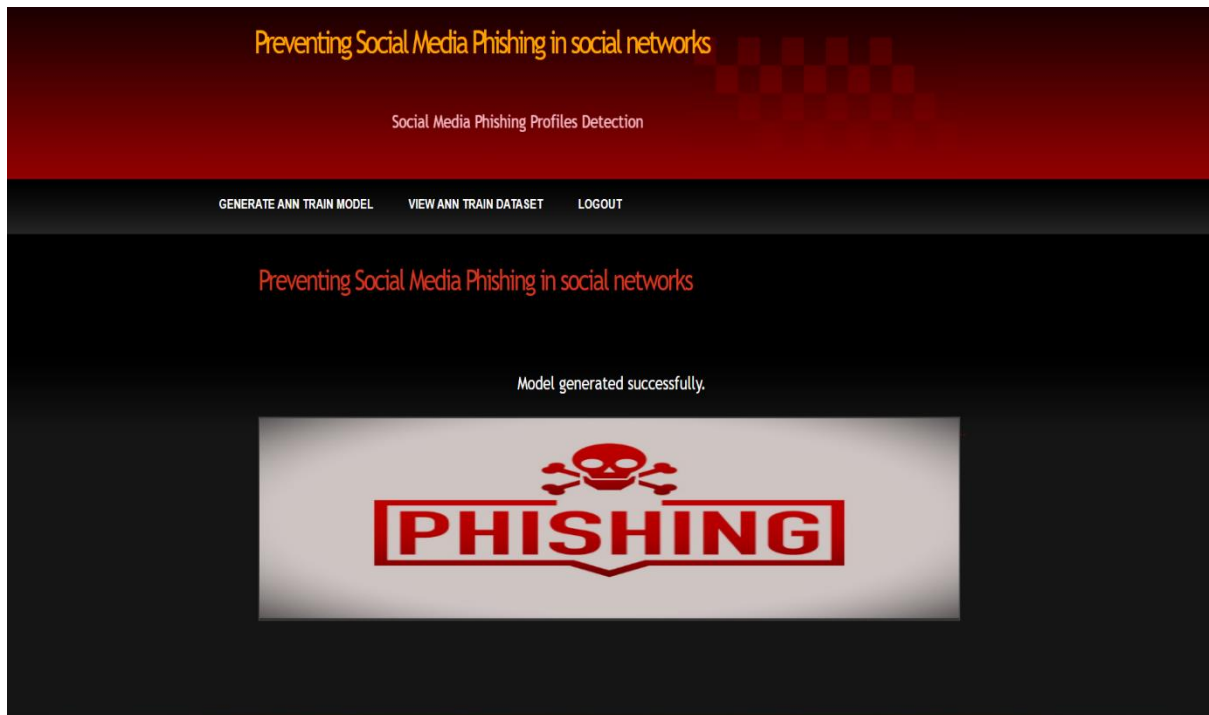 Preventing Social Media Phishing in social networks
Social Media Phishing Profiles Detection
GENERATE ANN TRAIN MODEL VIEW ANN TRAIN DATASET LOGOUT
Preventing Social Media Phishing in social networks
Model generated successfully.
PHISHING